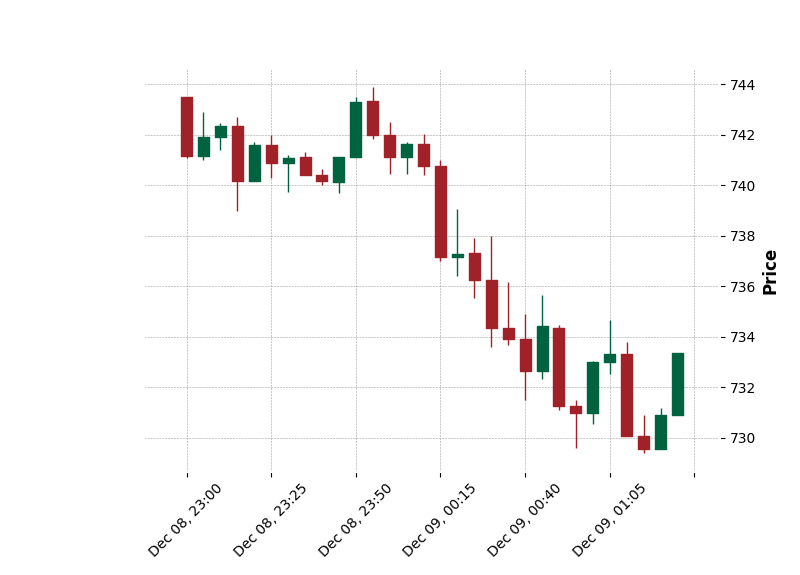 744
742
740
738
736
734
732
730
Price
Dec 08, 23:00
Dec 08, 23:25
Dec 08, 23:50
Dec 09, 00:15
Dec 09, 00:40
Dec 09, 01:05